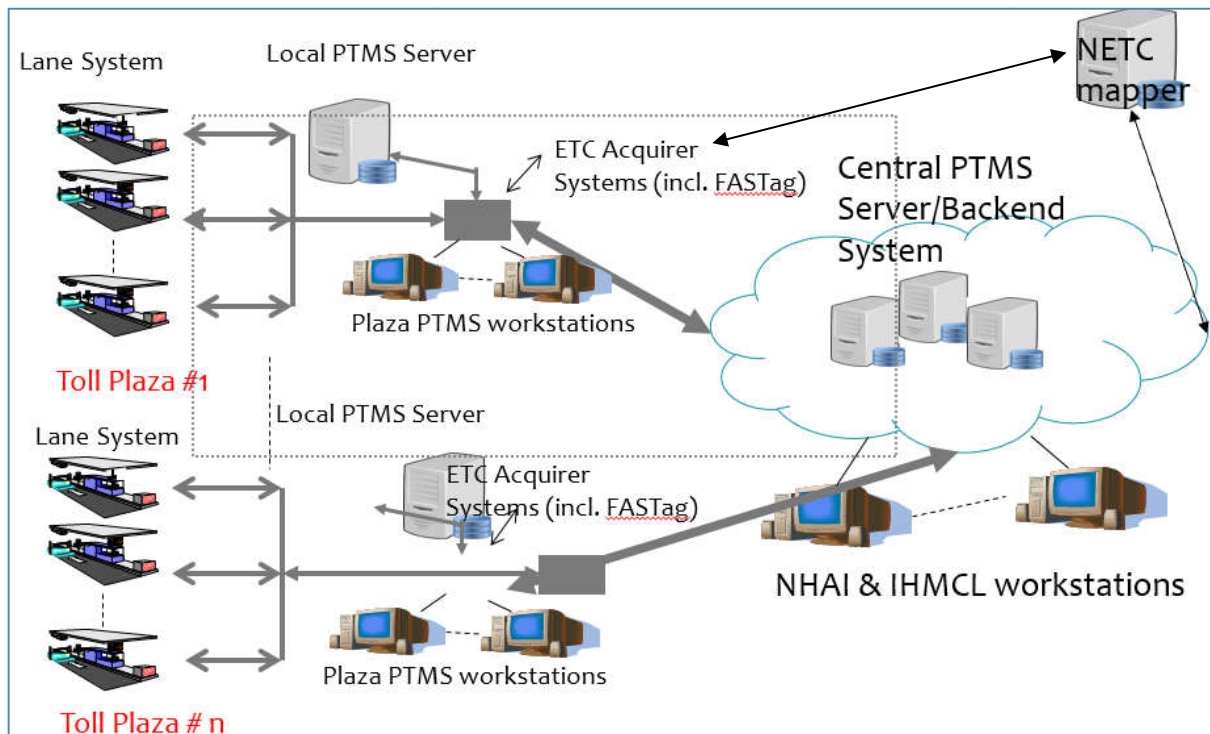 Lane System
Local PTMS Server
NETC
mapper
ETC Acquirer
Systems (incl. FASTag)
Central PTMS
Server/Backend
System
Plaza PTMS workstations
Toll Plaza #1
Local PTMS Server
Lane System
ETC Acquirer
Systems (incl. FASTag)
NHAI & IHMCL workstations
Plaza PTMS workstations
Toll Plaza # n